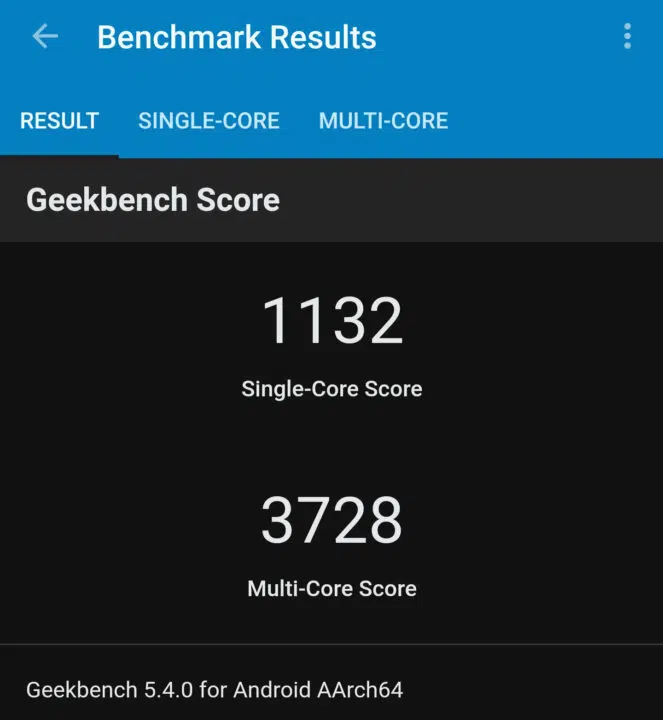 Benchmark Results
RESULT SINGLE-CORE MULTI-CORE
Geekbench Score
1132
Single-Core Score
3728
Multi-Core Score
Geekbench 5.4.0 for Android AArch64